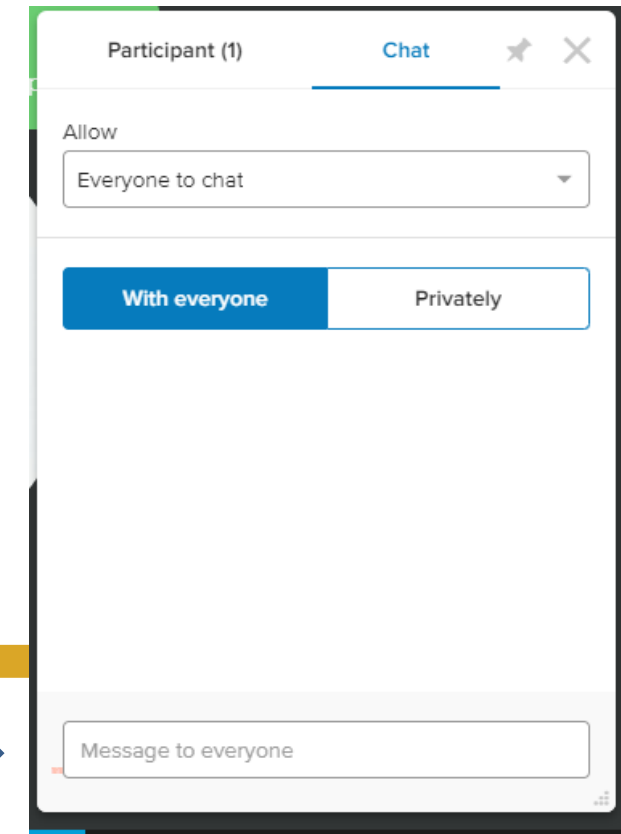 Participant (1)
Chat
Allow
Everyone to chat
With everyone
Privately
Message to everyone